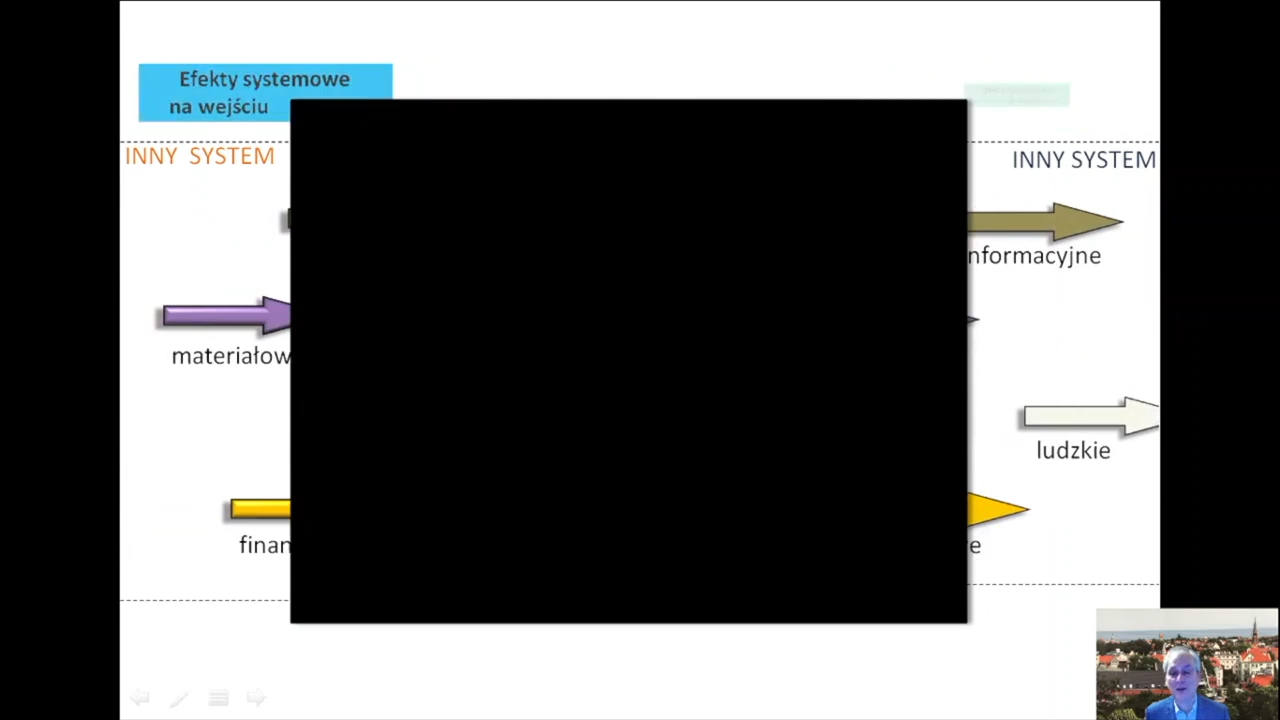 Efekty systemowe
na wejściu
INNY SYSTEM
INNY SYSTEM
nformacyjne
materiałow
ludzkie
finan
e